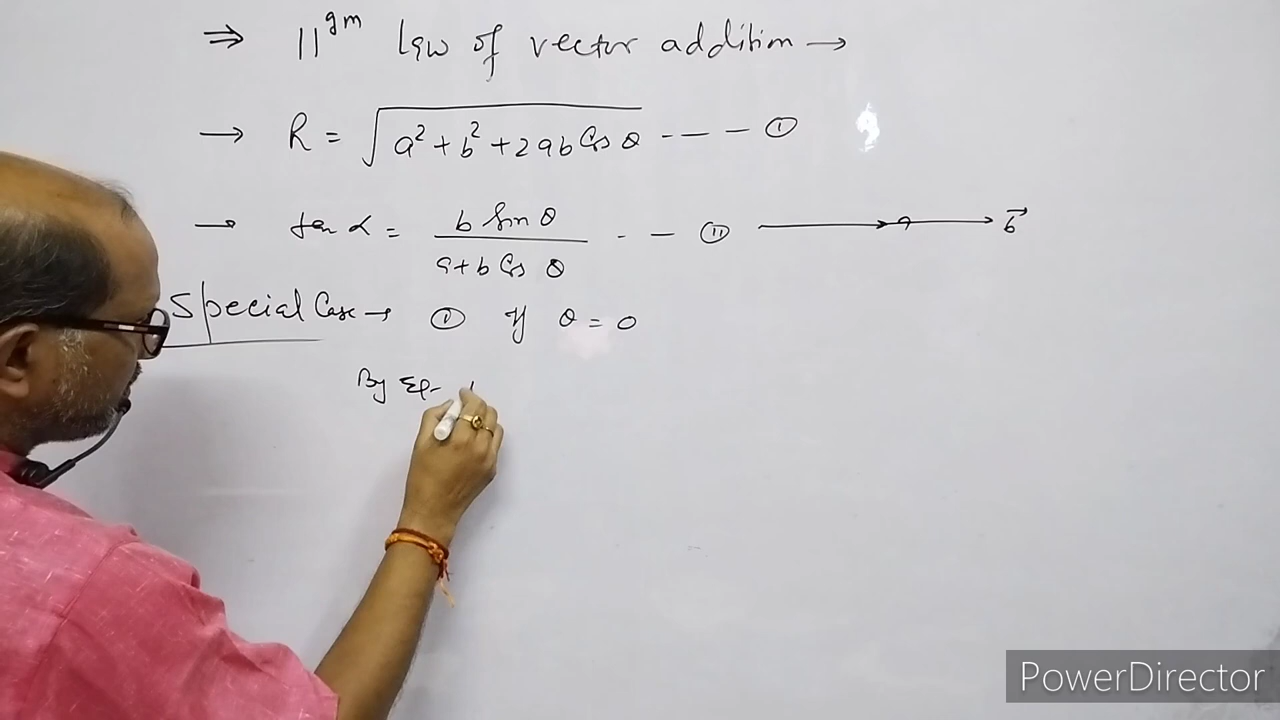 ⇒ ||gm law of vector addition →
→ R = √a² + b² + 2ab Cos θ ---- ①
→ tan α = b Sin θ / a + b Cos θ - - ⑪ b⃗
Special Case → ① if θ = 0
By Eq-
PowerDirector